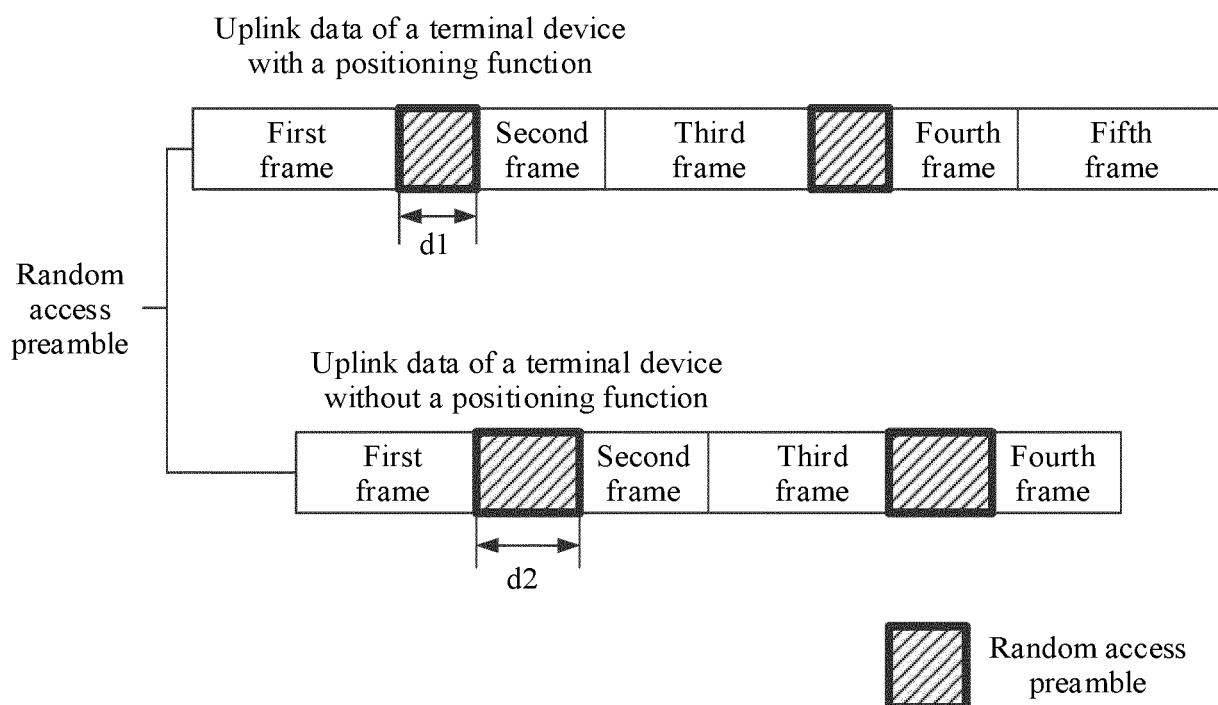 Uplink data of a terminal device
with a positioning function
First
frame
Second
frame
Third
frame
Fourth
frame
Fifth
frame
d1
Random
access
preamble
Uplink data of a terminal device
without a positioning function
First
frame
Second
frame
Third
frame
Fourth
frame
d2
Random access
preamble